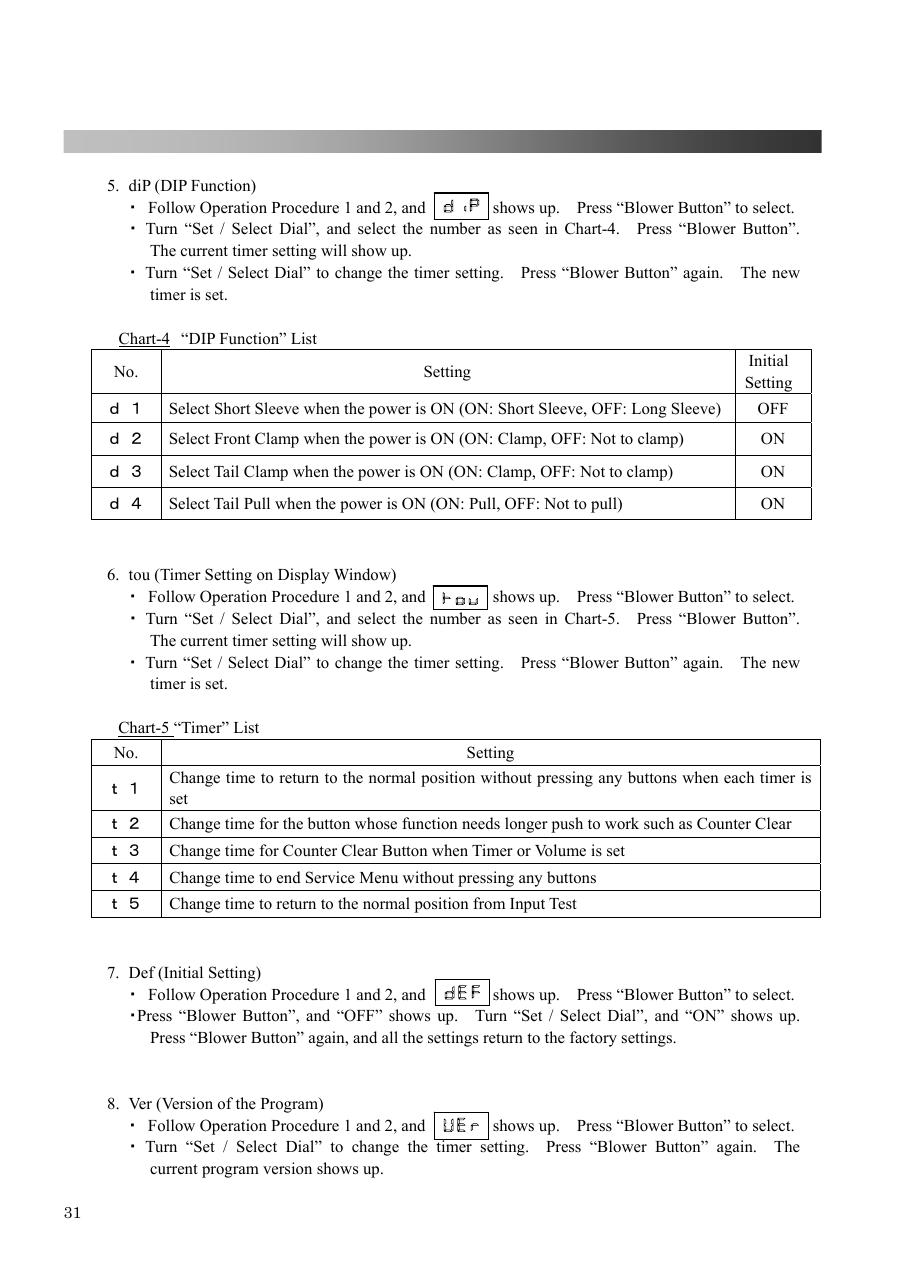 5. diP (DIP Function)
・ Follow Operation Procedure 1 and 2, and diP shows up. Press “Blower Button” to select.
・ Turn “Set / Select Dial”, and select the number as seen in Chart-4. Press “Blower Button”.
The current timer setting will show up.
・ Turn “Set / Select Dial” to change the timer setting. Press “Blower Button” again. The new
timer is set.
Chart-4 “DIP Function” List
No. Setting Initial
Setting
d 1 Select Short Sleeve when the power is ON (ON: Short Sleeve, OFF: Long Sleeve) OFF
d 2 Select Front Clamp when the power is ON (ON: Clamp, OFF: Not to clamp) ON
d 3 Select Tail Clamp when the power is ON (ON: Clamp, OFF: Not to clamp) ON
d 4 Select Tail Pull when the power is ON (ON: Pull, OFF: Not to pull) ON
6. tou (Timer Setting on Display Window)
・ Follow Operation Procedure 1 and 2, and tou shows up. Press “Blower Button” to select.
・ Turn “Set / Select Dial”, and select the number as seen in Chart-5. Press “Blower Button”.
The current timer setting will show up.
・ Turn “Set / Select Dial” to change the timer setting. Press “Blower Button” again. The new
timer is set.
Chart-5 “Timer” List
No. Setting
t 1 Change time to return to the normal position without pressing any buttons when each timer is
set
t 2 Change time for the button whose function needs longer push to work such as Counter Clear
t 3 Change time for Counter Clear Button when Timer or Volume is set
t 4 Change time to end Service Menu without pressing any buttons
t 5 Change time to return to the normal position from Input Test
7. Def (Initial Setting)
・ Follow Operation Procedure 1 and 2, and dEF shows up. Press “Blower Button” to select.
・Press “Blower Button”, and “OFF” shows up. Turn “Set / Select Dial”, and “ON” shows up.
Press “Blower Button” again, and all the settings return to the factory settings.
8. Ver (Version of the Program)
・ Follow Operation Procedure 1 and 2, and UEr shows up. Press “Blower Button” to select.
・ Turn “Set / Select Dial” to change the timer setting. Press “Blower Button” again. The
current program version shows up.
31